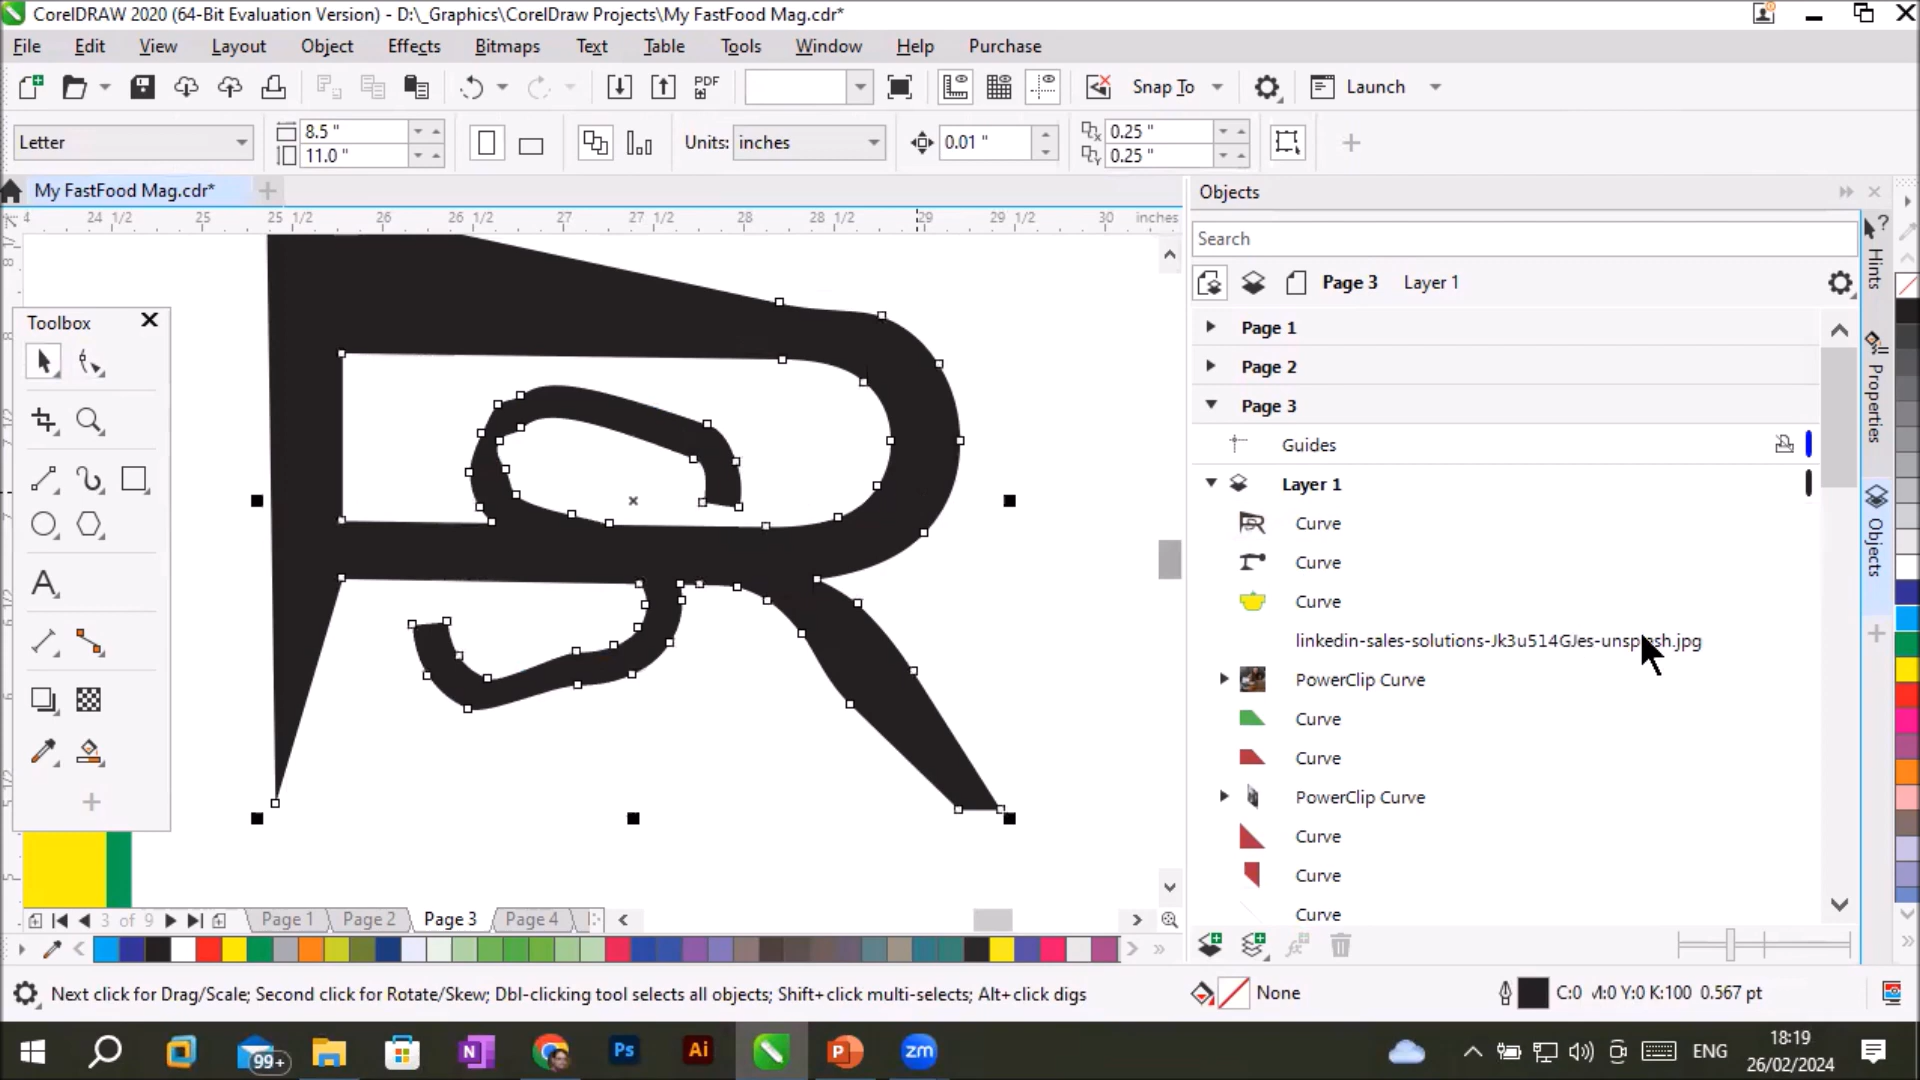 CorelDRAW 2020 (64-Bit Evaluation Version) - D:\_Graphics\CorelDraw Projects\My FastFood Mag.cdr*
File Edit View Layout Object Effects Bitmaps Text Table Tools Window Help Purchase
PDF Snap To Launch
Letter 8.5 " 11.0 " Units: inches 0.01 " 0.25 " 0.25 "
My FastFood Mag.cdr*
24 1/2 25 25 1/2 26 26 1/2 27 27 1/2 28 28 1/2 29 29 1/2 30 inches
Toolbox
A
Objects
Search
Page 3 Layer 1
Page 1
Page 2
Page 3
Guides
Layer 1
Curve
Curve
Curve
linkedin-sales-solutions-Jk3u514GJes-unsplash.jpg
PowerClip Curve
Curve
Curve
PowerClip Curve
Curve
Curve
Curve
Hints
Properties
Objects
3 of 9 Page 1 Page 2 Page 3 Page 4
Next click for Drag/Scale; Second click for Rotate/Skew; Dbl-clicking tool selects all objects; Shift+click multi-selects; Alt+click digs
None
C:0 M:0 Y:0 K:100 0.567 pt
99+ N Ps Ai P zm ENG
18:19
26/02/2024